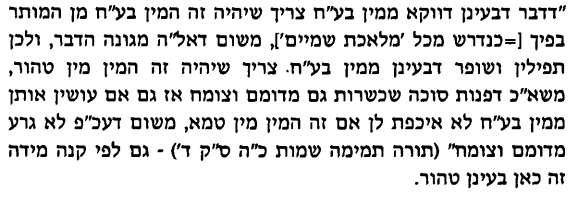 "דדבר דבעינן דווקא ממין בע"ח צריך שיהיה זה המין בע"ח מן המותר
בפיך [=כנדרש מכל 'מלאכת שמיים'], משום דאל"ה מגונה הדבר, ולכן
תפילין ושופר דבעינן ממין בע"ח. צריך שיהיה זה המין מין טהור,
משא"כ דפנות סוכה שכשרות גם מדומם וצומח אז גם אם עושין אותן
ממין בע"ח לא איכפת לן אם זה המין מין טמא, משום דעכ"פ לא גרע
מדומם וצומח" (תורה תמימה שמות כ"ה ס"ק ד') - גם לפי קנה מידה
זה כאן בעינן טהור.